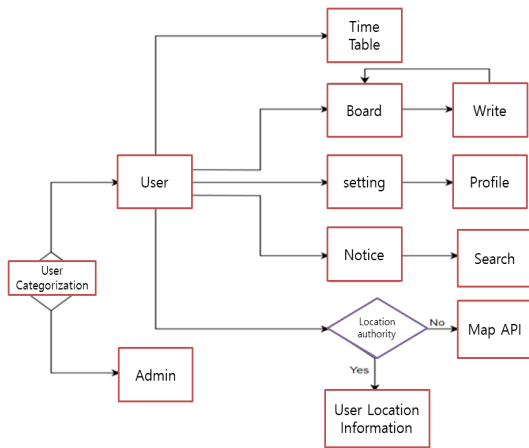 Time
Table
Board
Write
User
setting
Profile
User
Categorization
Notice
Search
Location
authority
No
Map API
Yes
Admin
User Location
Information